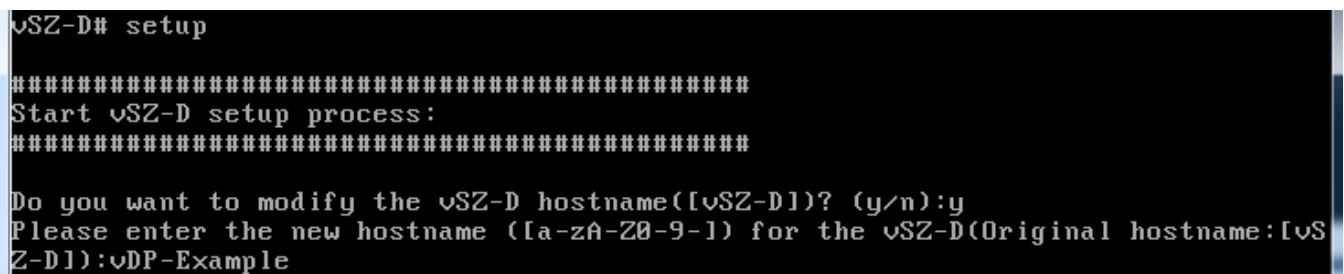 vSZ-D# setup
##############################################
Start vSZ-D setup process:
##############################################
Do you want to modify the vSZ-D hostname([vSZ-D])? (y/n):y
Please enter the new hostname ([a-zA-Z0-9-]) for the vSZ-D(Original hostname:[vS
Z-D]):vDP-Example